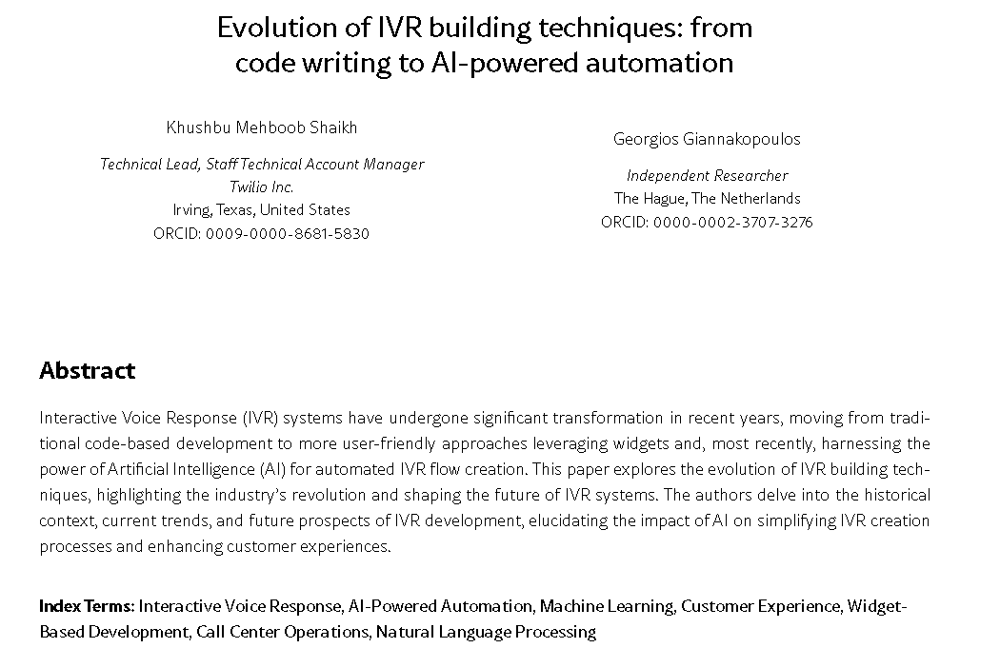 Evolution of IVR building techniques: from
code writing to AI-powered automation
Khushbu Mehboob Shaikh
Technical Lead, Staff Technical Account Manager
Twilio Inc.
Irving, Texas, United States
ORCID: 0009-0000-8681-5830
Georgios Giannakopoulos
Independent Researcher
The Hague, The Netherlands
ORCID: 0000-0002-3707-3276
Abstract
Interactive Voice Response (IVR) systems have undergone significant transformation in recent years, moving from tradi-
tional code-based development to more user-friendly approaches leveraging widgets and, most recently, harnessing the
power of Artificial Intelligence (AI) for automated IVR flow creation. This paper explores the evolution of IVR building tech-
niques, highlighting the industry's revolution and shaping the future of IVR systems. The authors delve into the historical
context, current trends, and future prospects of IVR development, elucidating the impact of AI on simplifying IVR creation
processes and enhancing customer experiences.
Index Terms: Interactive Voice Response, AI-Powered Automation, Machine Learning, Customer Experience, Widget-
Based Development, Call Center Operations, Natural Language Processing